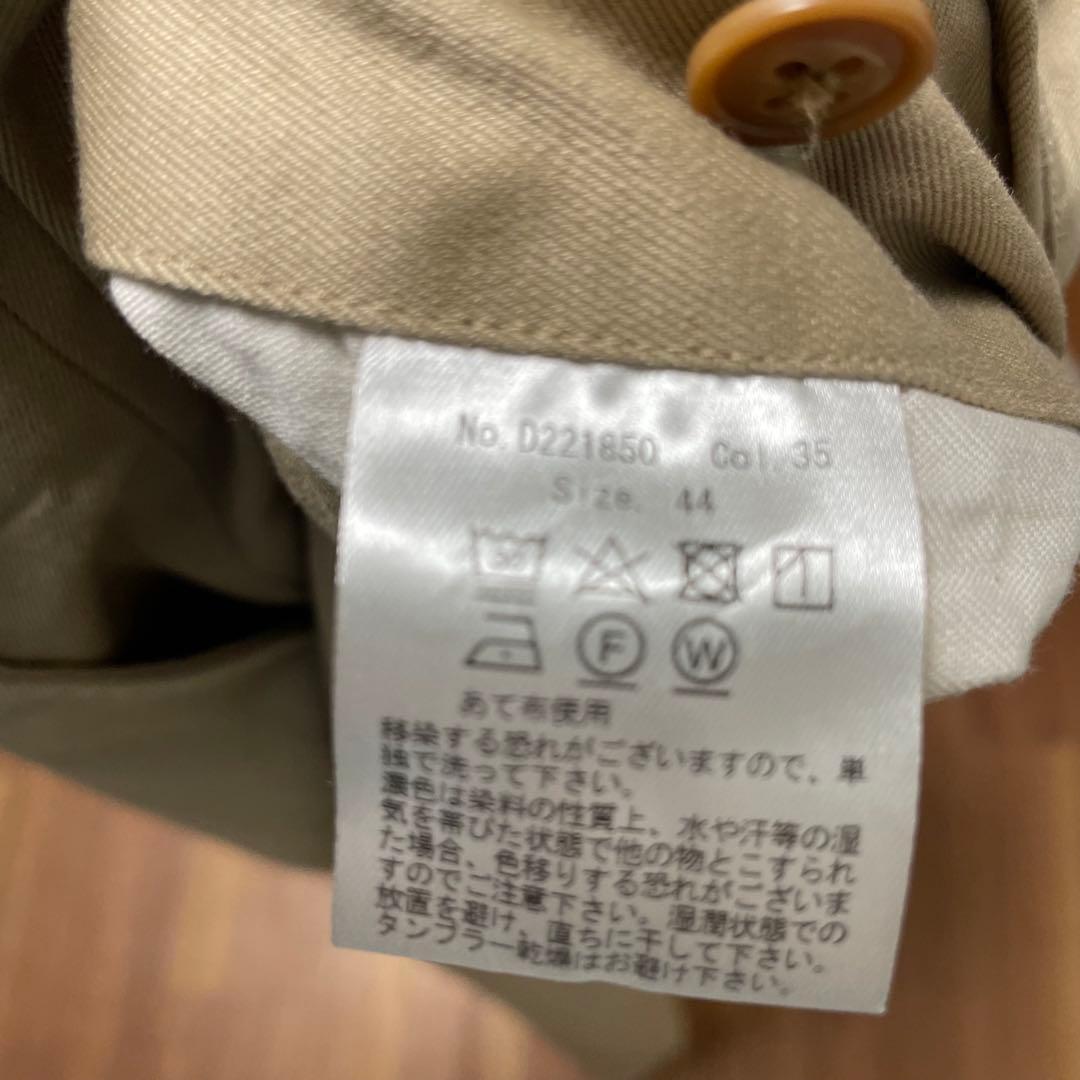 No.D221850 Col.35
Size. 44
F W
あて布使用
移染する恐れがございますので、単
独で洗って下さい。
濃色は染料の性質上、水や汗等の湿
気を帯びた状態で他の物とこすられ
た場合、色移りする恐れがございま
すのでご注意下さい。湿潤状態での
放置を避け、直ちに干して下さい。
タンブラー乾燥はお避け下さい。